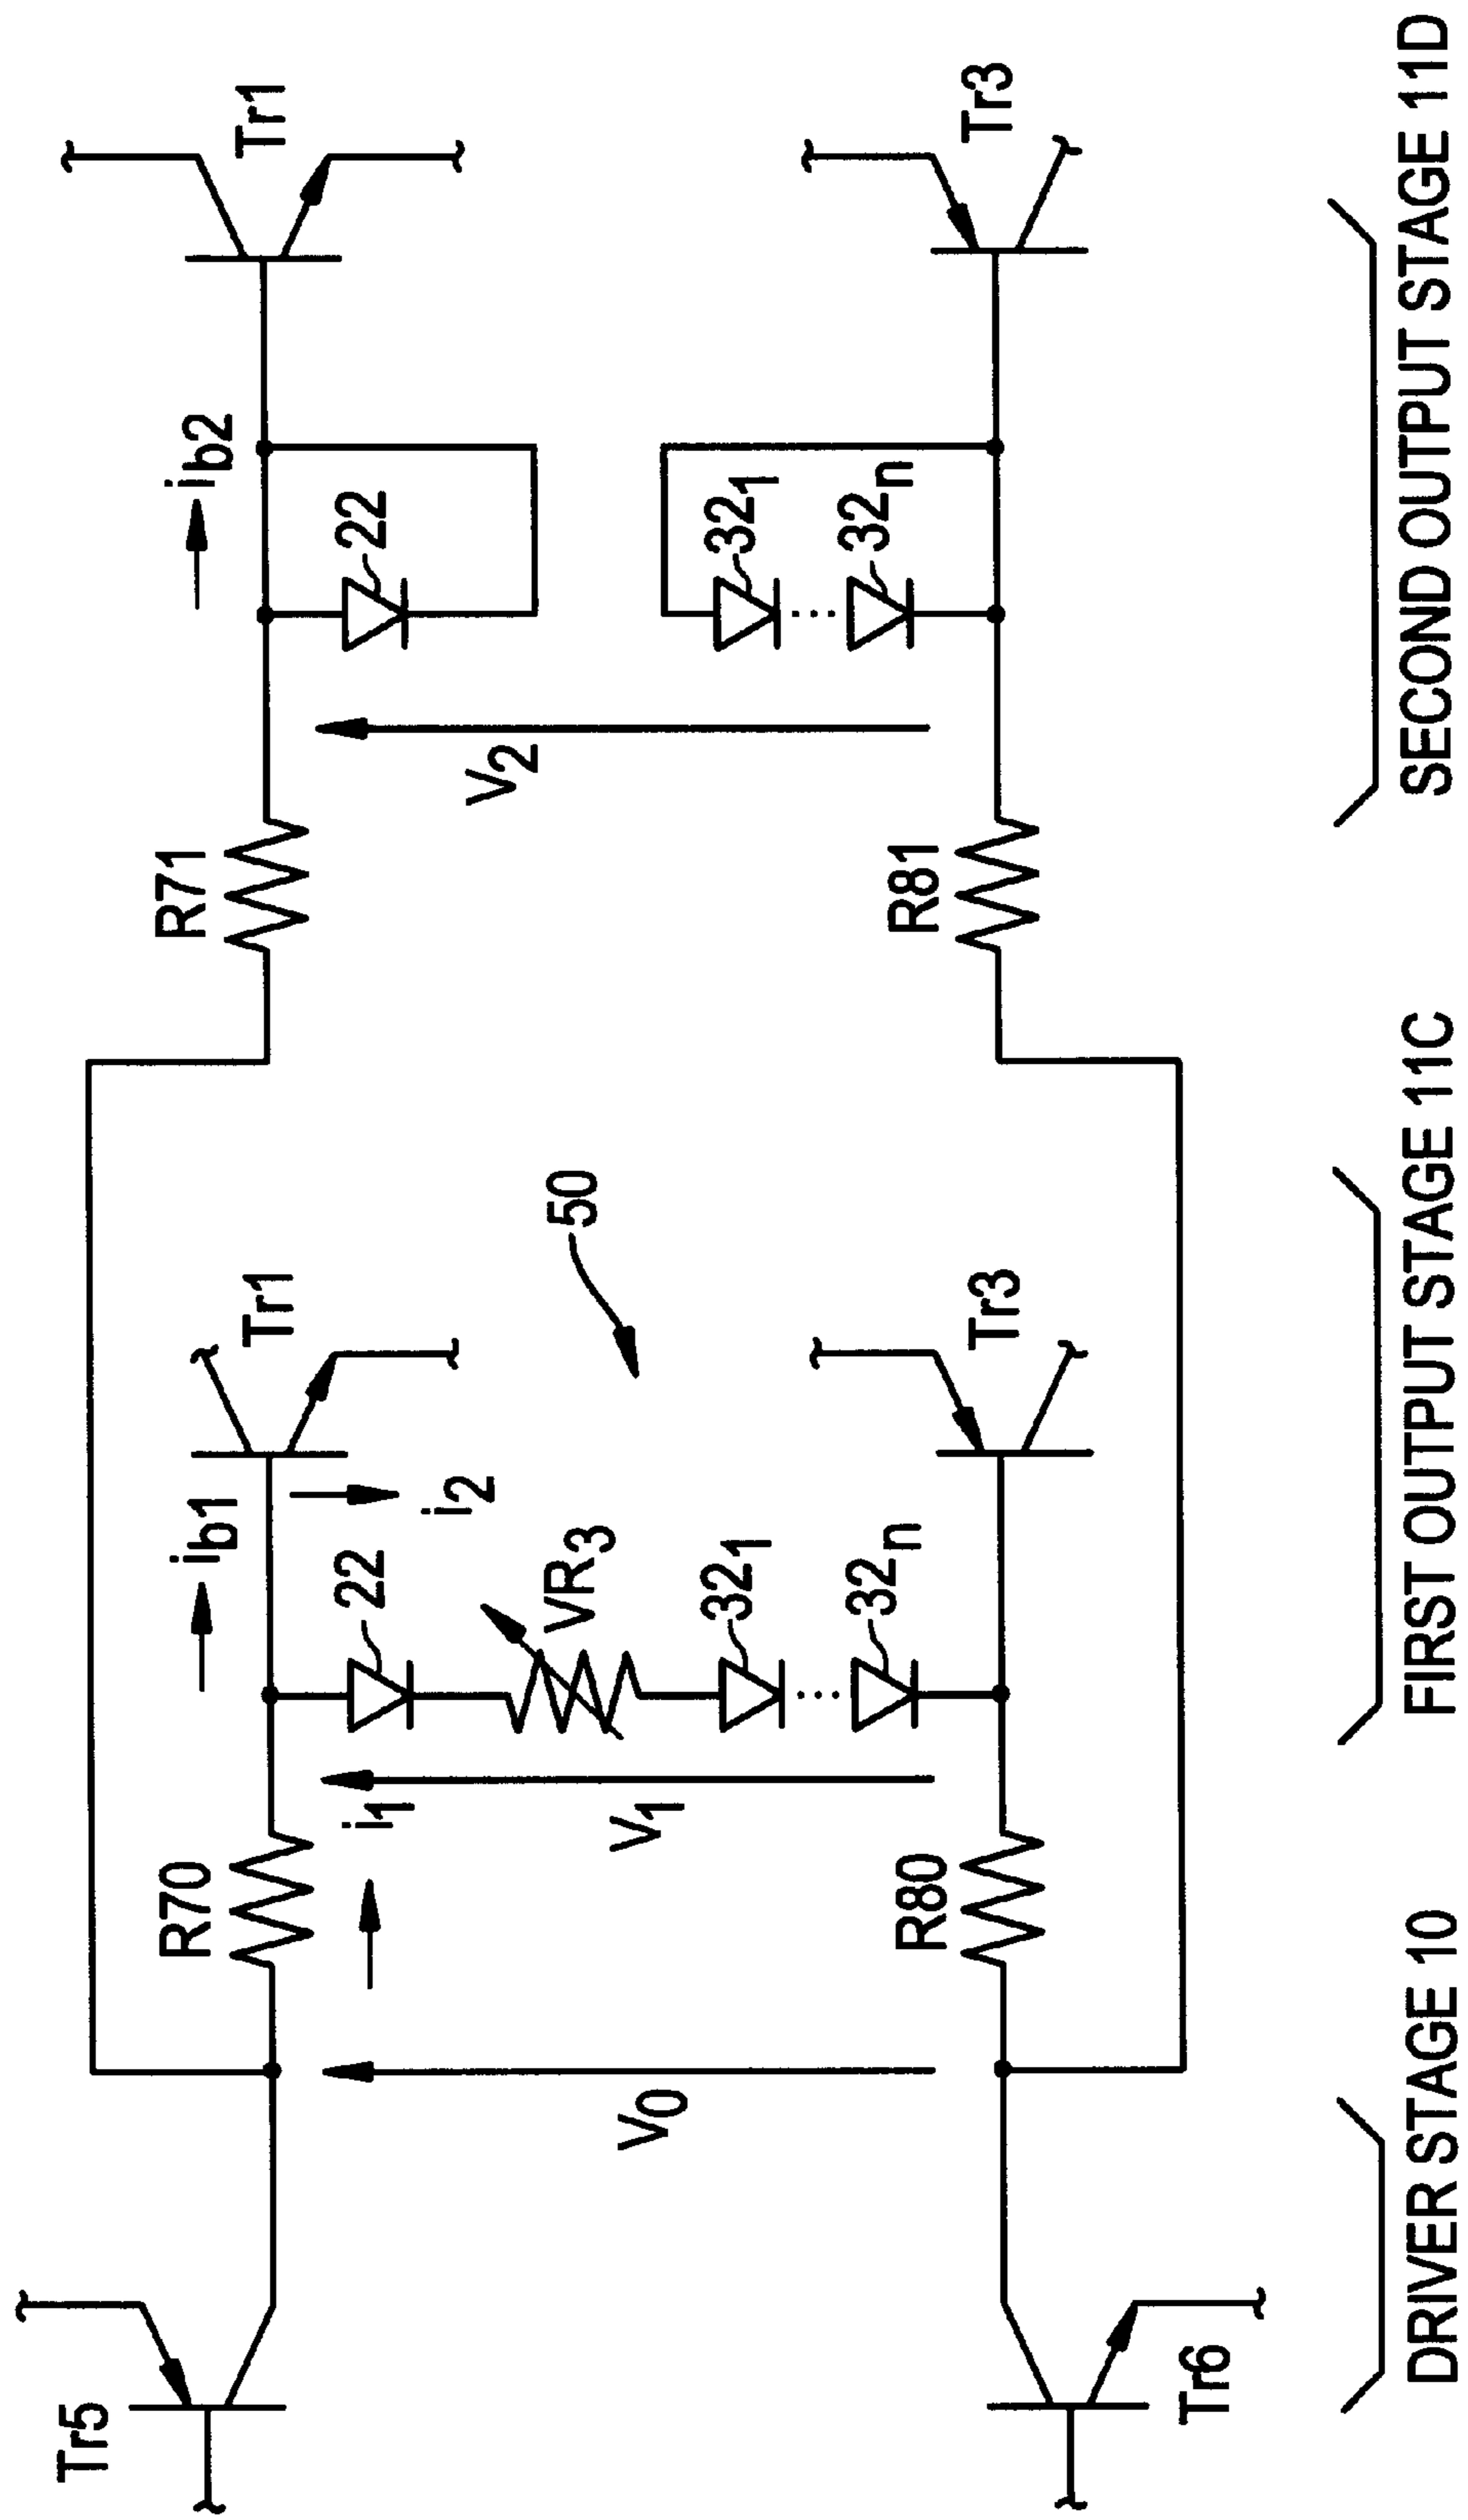 Tr5
Tr6
V0
R70
R80
i1
V1
ib1
i2
22
VR3
321
32n
Tr1
Tr3
50
R71
R81
V2
ib2
22
321
32n
Tr1
Tr3
DRIVER STAGE 10
FIRST OUTPUT STAGE 11C
SECOND OUTPUT STAGE 11D